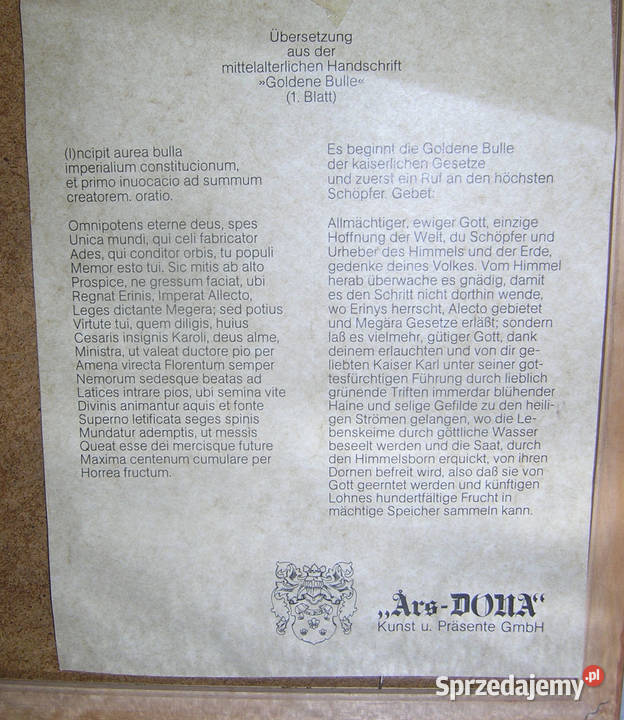 Übersetzung
aus der
mittelalterlichen Handschrift
»Goldene Bulle«
(1. Blatt)
(I)ncipit aurea bulla
imperialium constitucionum,
et primo inuocacio ad summum
creatorem. oratio.
Omnipotens eterne deus, spes
Unica mundi, qui celi fabricator
Ades, qui conditor orbis, tu populi
Memor esto tui. Sic mitis ab alto
Prospice, ne gressum faciat, ubi
Regnat Erinis, Imperat Allecto,
Leges dictante Megera; sed potius
Virtute tui, quem diligis, huius
Cesaris insignis Karoli, deus alme,
Ministra, ut valeat ductore pio per
Amena virecta Florentum semper
Nemorum sedesque beatas ad
Latices intrare pios, ubi semina vite
Divinis animantur aquis et fonte
Superno letificata seges spinis
Mundatur ademptis, ut messis
Queat esse dei mercisque future
Maxima centenum cumulare per
Horrea fructum.
Es beginnt die Goldene Bulle
der kaiserlichen Gesetze
und zuerst ein Ruf an den höchsten
Schöpfer. Gebet:
Allmächtiger, ewiger Gott, einzige
Hoffnung der Welt, du Schöpfer und
Urheber des Himmels und der Erde,
gedenke deines Volkes. Vom Himmel
herab überwache es gnädig, damit
es den Schritt nicht dorthin wende,
wo Erinys herrscht, Alecto gebietet
und Megära Gesetze erläßt; sondern
laß es vielmehr, gütiger Gott, dank
deinem erlauchten und von dir ge-
liebten Kaiser Karl unter seiner got-
tesfürchtigen Führung durch lieblich
grünende Triften immerdar blühender
Haine und selige Gefilde zu den heili-
gen Strömen gelangen, wo die Le-
benskeime durch göttliche Wasser
beseelt werden und die Saat, durch
den Himmelsborn erquickt, von ihren
Dornen befreit wird, also daß sie von
Gott geerntet werden und künftigen
Lohnes hundertfältige Frucht in
mächtige Speicher sammeln kann.
„Ars-DONA“
Kunst u. Präsente GmbH
Sprzedajemy.pl